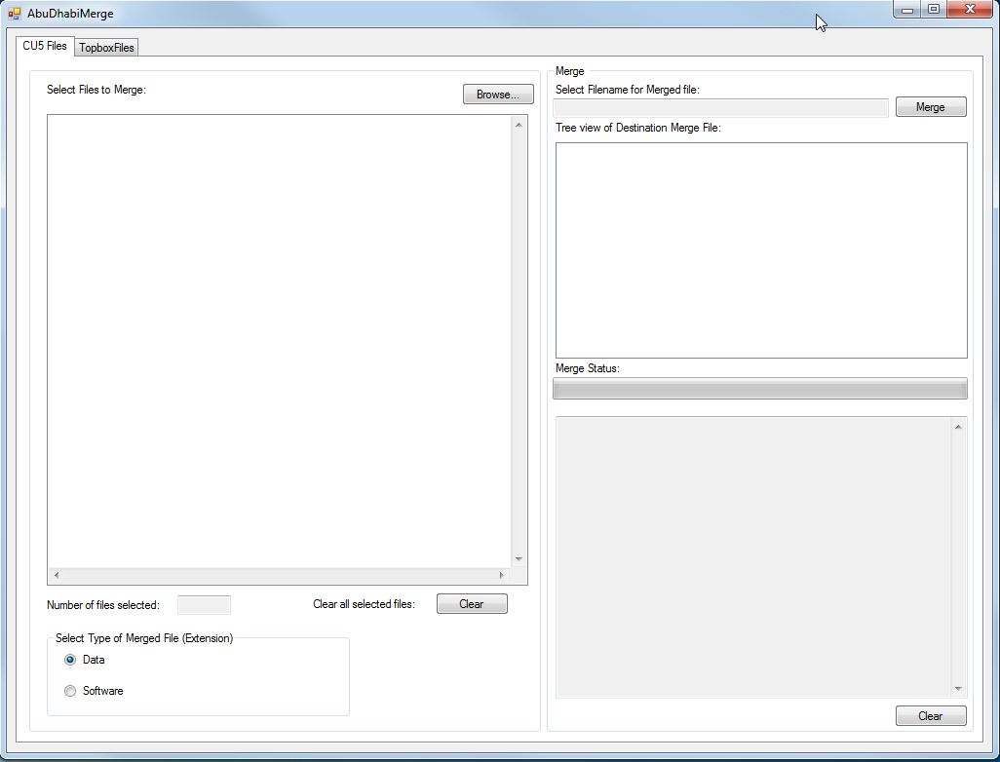 AbuDhabiMerge
CU5 Files
TopboxFiles
Select Files to Merge:
Browse...
Number of files selected:
Clear all selected files:
Clear
Select Type of Merged File (Extension)
Data
Software
Merge
Select Filename for Merged file:
Merge
Tree view of Destination Merge File:
Merge Status:
Clear